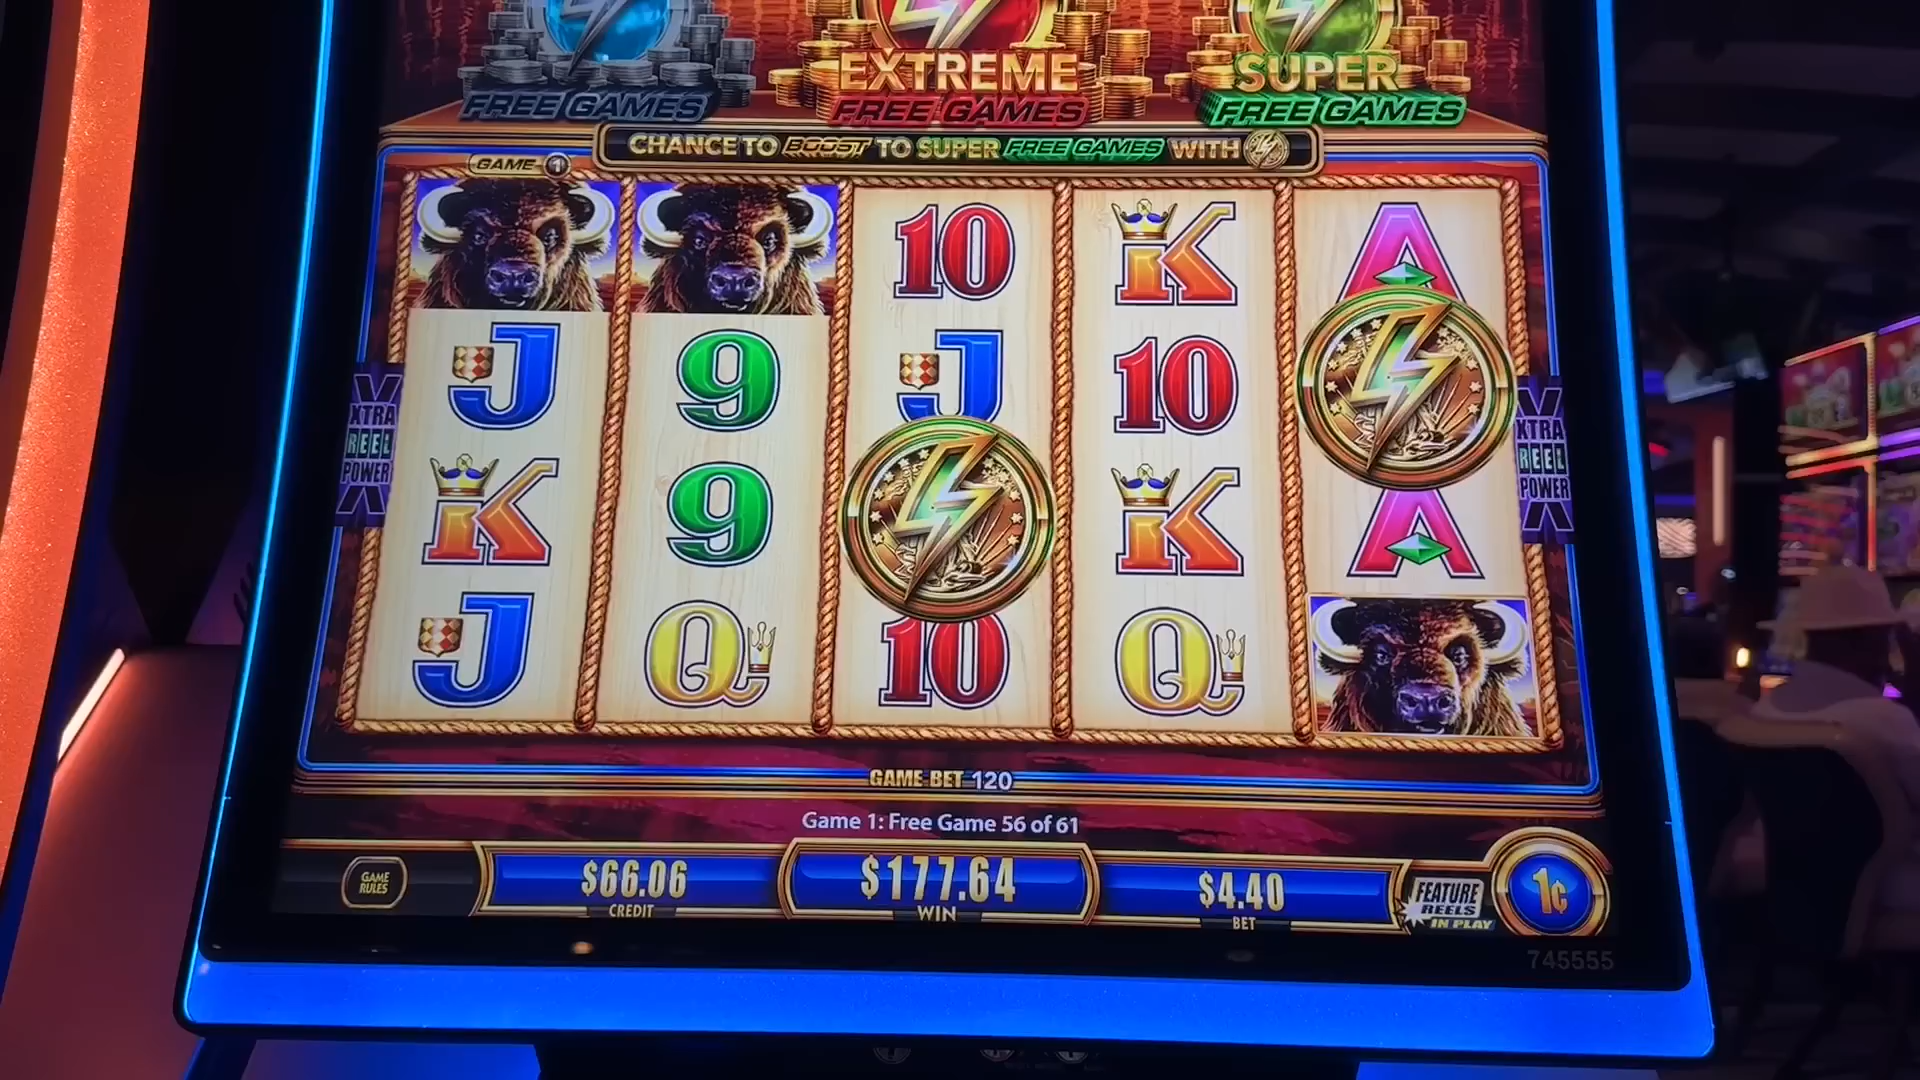 EXTREME
SUPER
FREE GAMES
FREE GAMES
FREE GAMES
CHANCE TO BOOST TO SUPER FREE GAMES WITH
GAME 1
10
K
A
J
9
J
10
K
9
K
A
J
Q
10
Q
XTRA
REEL
POWER
XTRA
REEL
POWER
GAME BET 120
Game 1: Free Game 56 of 61
GAME
RULES
$66.06
CREDIT
$177.64
WIN
$4.40
BET
FEATURE
REELS
IN PLAY
1¢
745555